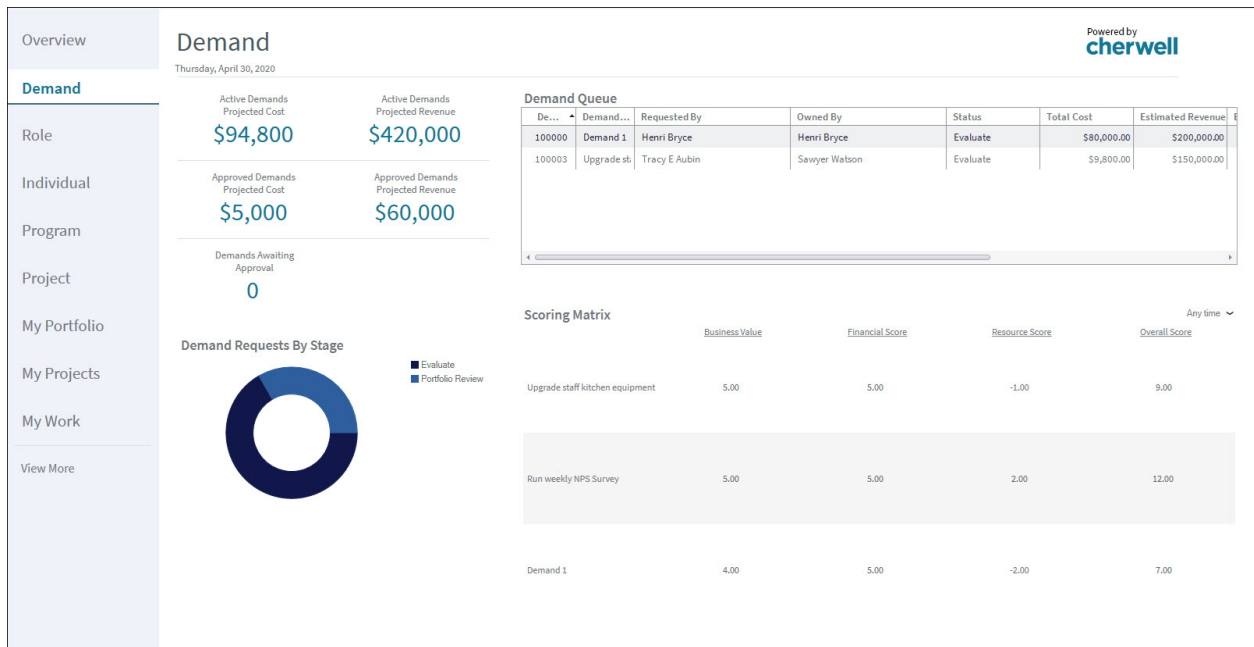 Overview
Demand
Role
Individual
Program
Project
My Portfolio
My Projects
My Work
View More
Demand
Thursday, April 30, 2020
Powered by
cherwell
Active Demands
Projected Cost
$94,800
Active Demands
Projected Revenue
$420,000
Approved Demands
Projected Cost
$5,000
Approved Demands
Projected Revenue
$60,000
Demands Awaiting
Approval
0
Demand Requests By Stage
Evaluate
Portfolio Review
Demand Queue
De... Demand... Requested By Owned By Status Total Cost Estimated Revenue
100000 Demand 1 Henri Bryce Henri Bryce Evaluate $80,000.00 $200,000.00
100003 Upgrade sta Tracy E Aubin Sawyer Watson Evaluate $9,800.00 $150,000.00
Scoring Matrix
Any time
Business Value Financial Score Resource Score Overall Score
Upgrade staff kitchen equipment 5.00 5.00 -1.00 9.00
Run weekly NPS Survey 5.00 5.00 2.00 12.00
Demand 1 4.00 5.00 -2.00 7.00